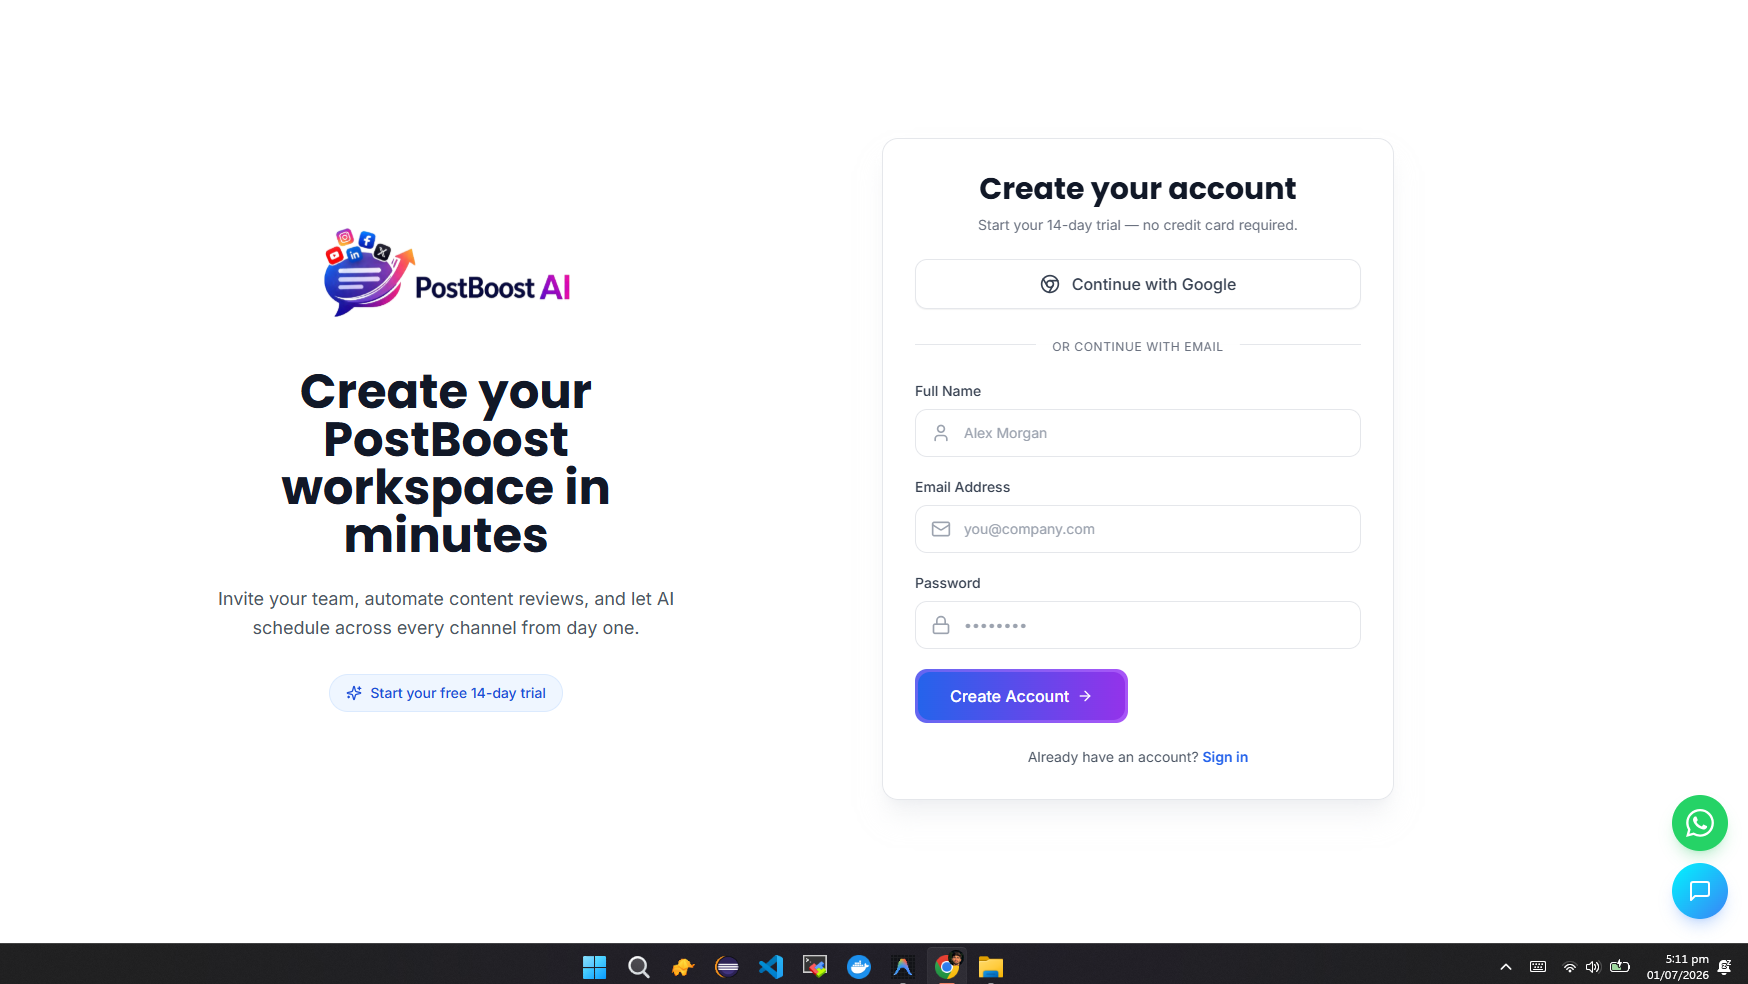 PostBoost AI
Create your
PostBoost
workspace in
minutes
Invite your team, automate content reviews, and let AI
schedule across every channel from day one.
Start your free 14-day trial
Create your account
Start your 14-day trial — no credit card required.
Continue with Google
OR CONTINUE WITH EMAIL
Full Name
Alex Morgan
Email Address
you@company.com
Password
••••••••
Create Account →
Already have an account? Sign in
5:11 pm
01/07/2026